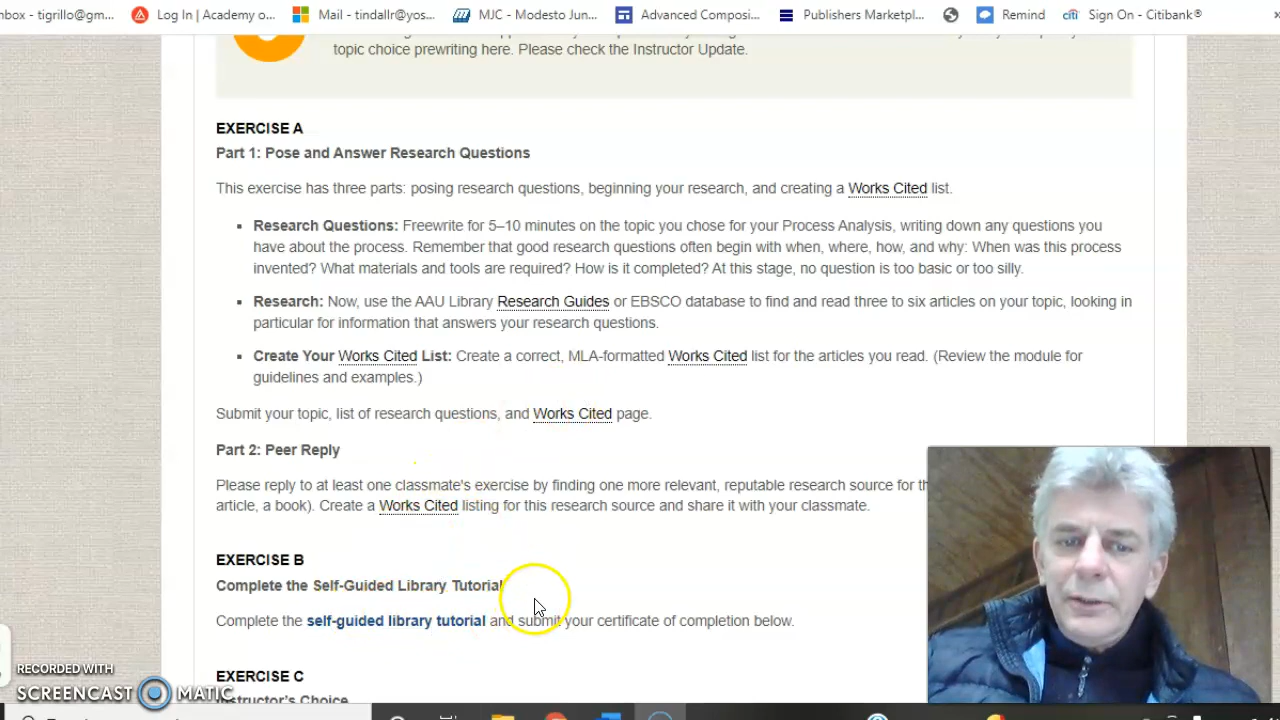 nbox - tigrillo@gm... Log In | Academy o... Mail - tindallr@yos... MJC - Modesto Jun... Advanced Composi... Publishers Marketpl... Remind Sign On - Citibank®
topic choice prewriting here. Please check the Instructor Update.
EXERCISE A
Part 1: Pose and Answer Research Questions
This exercise has three parts: posing research questions, beginning your research, and creating a Works Cited list.
Research Questions: Freewrite for 5–10 minutes on the topic you chose for your Process Analysis, writing down any questions you
have about the process. Remember that good research questions often begin with when, where, how, and why: When was this process
invented? What materials and tools are required? How is it completed? At this stage, no question is too basic or too silly.
Research: Now, use the AAU Library Research Guides or EBSCO database to find and read three to six articles on your topic, looking in
particular for information that answers your research questions.
Create Your Works Cited List: Create a correct, MLA-formatted Works Cited list for the articles you read. (Review the module for
guidelines and examples.)
Submit your topic, list of research questions, and Works Cited page.
Part 2: Peer Reply
Please reply to at least one classmate's exercise by finding one more relevant, reputable research source for th
article, a book). Create a Works Cited listing for this research source and share it with your classmate.
EXERCISE B
Complete the Self-Guided Library Tutorial
Complete the self-guided library tutorial and submit your certificate of completion below.
EXERCISE C
Instructor's Choice
RECORDED WITH
SCREENCAST MATIC